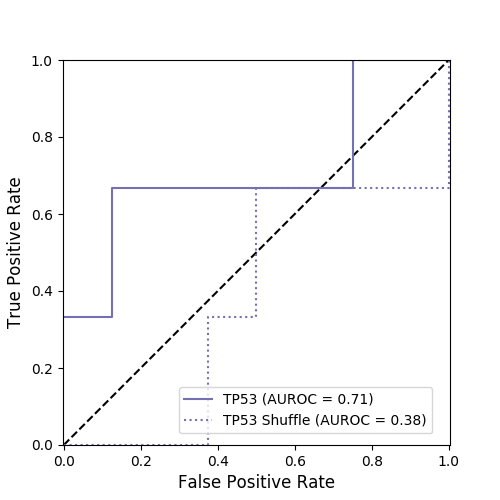 1.0
0.8
0.6
0.4
0.2
0.0
True Positive Rate
TP53 (AUROC = 0.71)
TP53 Shuffle (AUROC = 0.38)
0.0 0.2 0.4 0.6 0.8 1.0
False Positive Rate